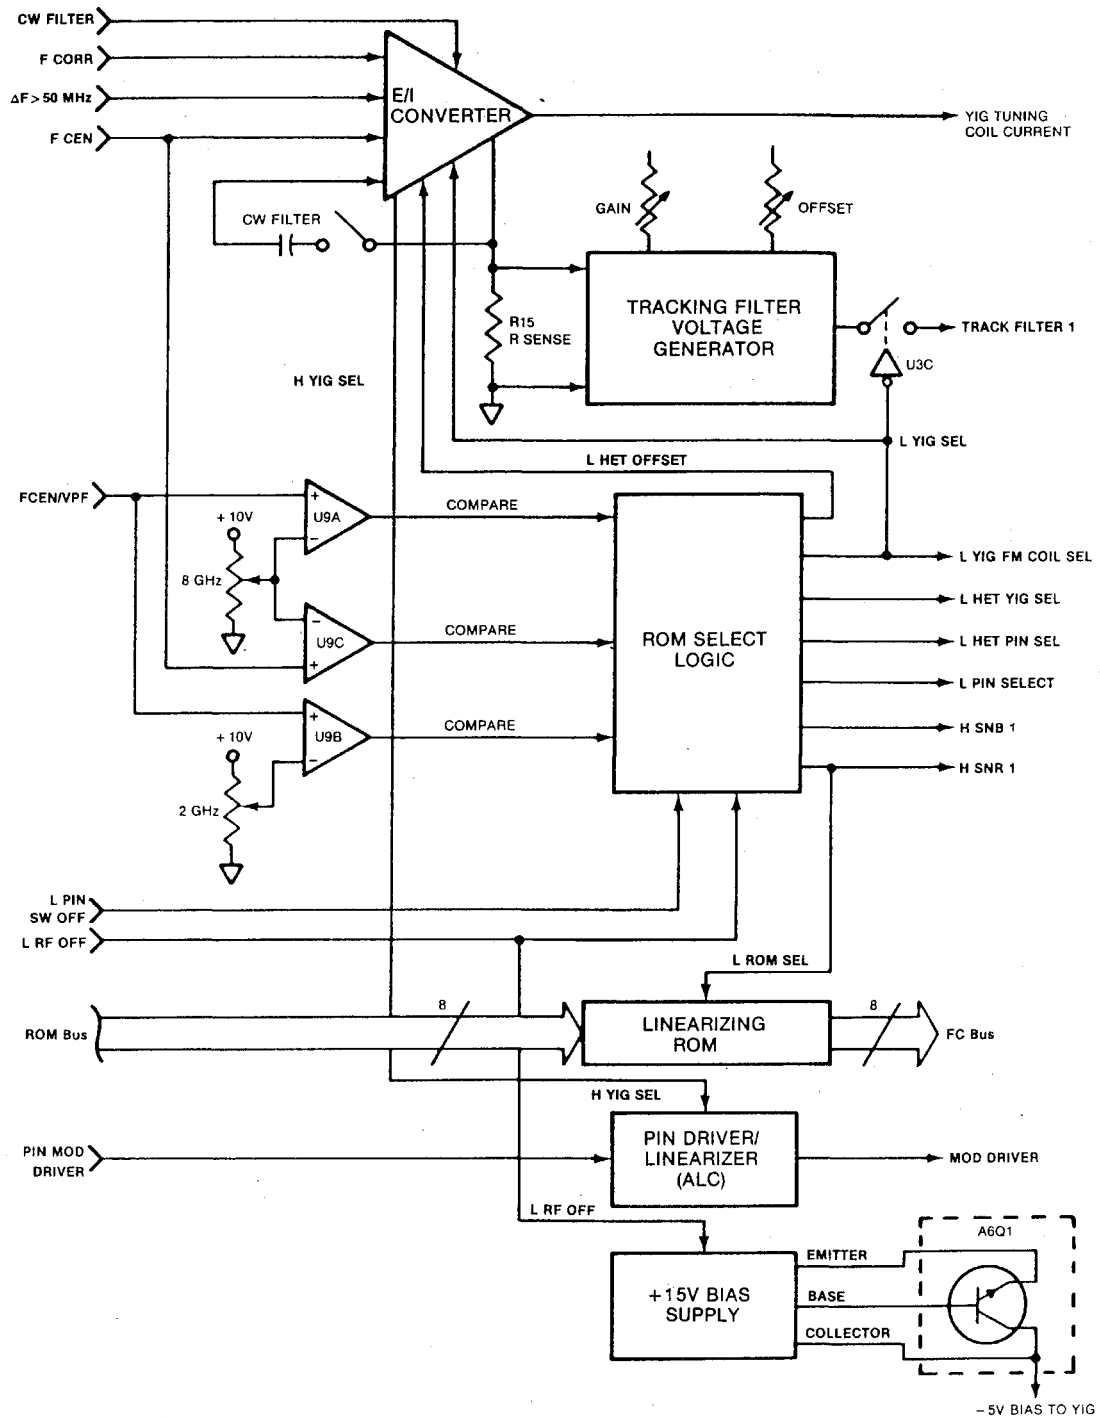 CW FILTER
F CORR
ΔF > 50 MHz
F CEN
E/I
CONVERTER
YIG TUNING
COIL CURRENT
CW FILTER
GAIN
OFFSET
R15
R SENSE
TRACKING FILTER
VOLTAGE
GENERATOR
TRACK FILTER 1
U3C
H YIG SEL
L YIG SEL
L HET OFFSET
FCEN/VPF
+
U9A
−
COMPARE
+ 10V
8 GHz
−
U9C
+
COMPARE
ROM SELECT
LOGIC
L YIG FM COIL SEL
L HET YIG SEL
L HET PIN SEL
L PIN SELECT
H SNB 1
H SNR 1
+
U9B
−
COMPARE
+ 10V
2 GHz
L PIN
SW OFF
L RF OFF
L ROM SEL
ROM Bus
8
LINEARIZING
ROM
8
FC Bus
H YIG SEL
PIN MOD
DRIVER
PIN DRIVER/
LINEARIZER
(ALC)
MOD DRIVER
L RF OFF
+15V BIAS
SUPPLY
EMITTER
BASE
COLLECTOR
A6Q1
−5V BIAS TO YIG